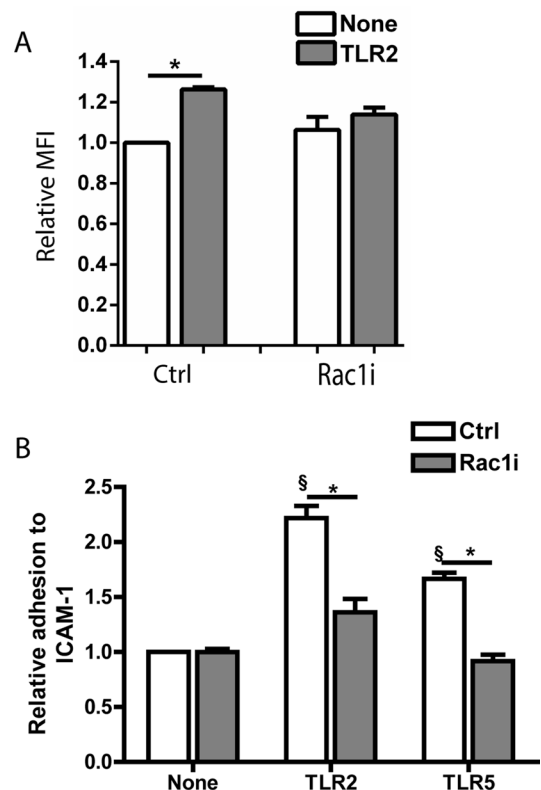 A
None
TLR2
Relative MFI
1.4
1.2
1.0
0.8
0.6
0.4
0.2
0.0
*
Ctrl
Rac1i
B
Ctrl
Rac1i
Relative adhesion to
ICAM-1
2.5
2.0
1.5
1.0
0.5
0.0
§ *
§ *
None
TLR2
TLR5